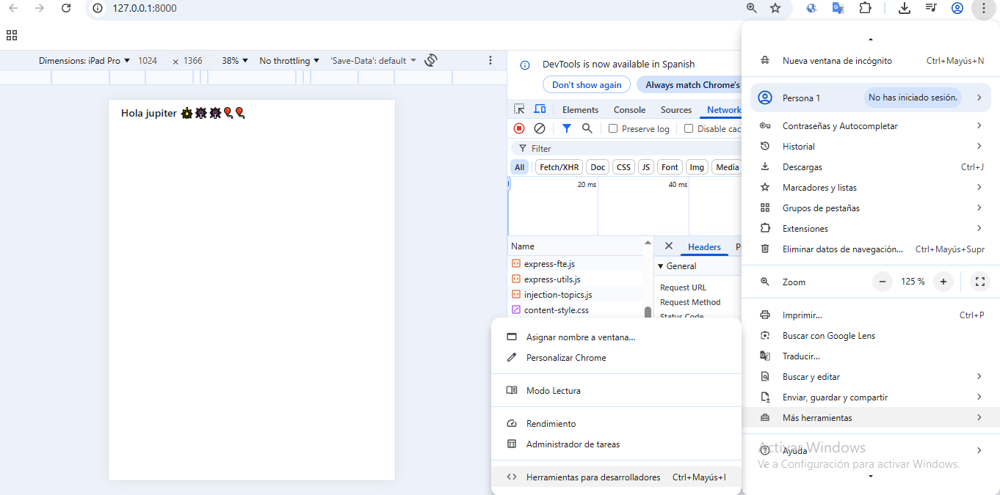 127.0.0.1:8000
Dimensions: iPad Pro 1024 x 1366 38% No throttling 'Save-Data': default
Hola jupiter
DevTools is now available in Spanish
Don't show again Always match Chrome's
Elements Console Sources Network
Preserve log Disable cac
Filter
All Fetch/XHR Doc CSS JS Font Img Media
20 ms 40 ms
Name
express-fte.js
express-utils.js
injection-topics.js
content-style.css
Headers P
General
Request URL
Request Method
Status Code
Asignar nombre a ventana...
Personalizar Chrome
Modo Lectura
Rendimiento
Administrador de tareas
Herramientas para desarrolladores Ctrl+Mayús+I
Nueva ventana de incógnito Ctrl+Mayús+N
Persona 1 No has iniciado sesión.
Contraseñas y Autocompletar
Historial
Descargas Ctrl+J
Marcadores y listas
Grupos de pestañas
Extensiones
Eliminar datos de navegación... Ctrl+Mayús+Supr
Zoom − 125 % +
Imprimir... Ctrl+P
Buscar con Google Lens
Traducir...
Buscar y editar
Enviar, guardar y compartir
Más herramientas
Ayuda
Activar Windows
Ve a Configuración para activar Windows.